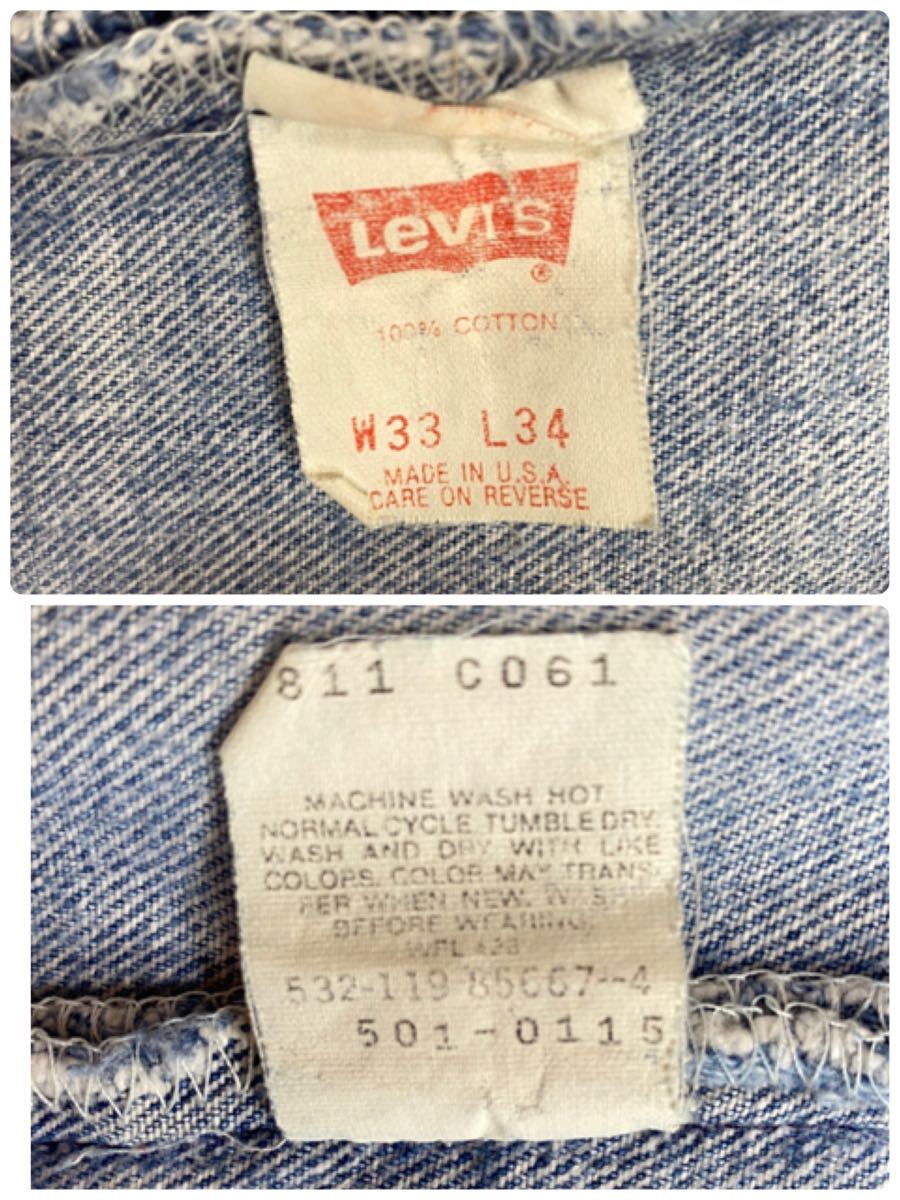 Levi's
®
100% COTTON
W33 L34
MADE IN U.S.A.
CARE ON REVERSE
811 C061
MACHINE WASH HOT
NORMAL CYCLE TUMBLE DRY
WASH AND DRY WITH LIKE
COLORS. COLOR MAY TRANS-
FER WHEN NEW. WASH
BEFORE WEARING.
532-119 85667--4
501-0115